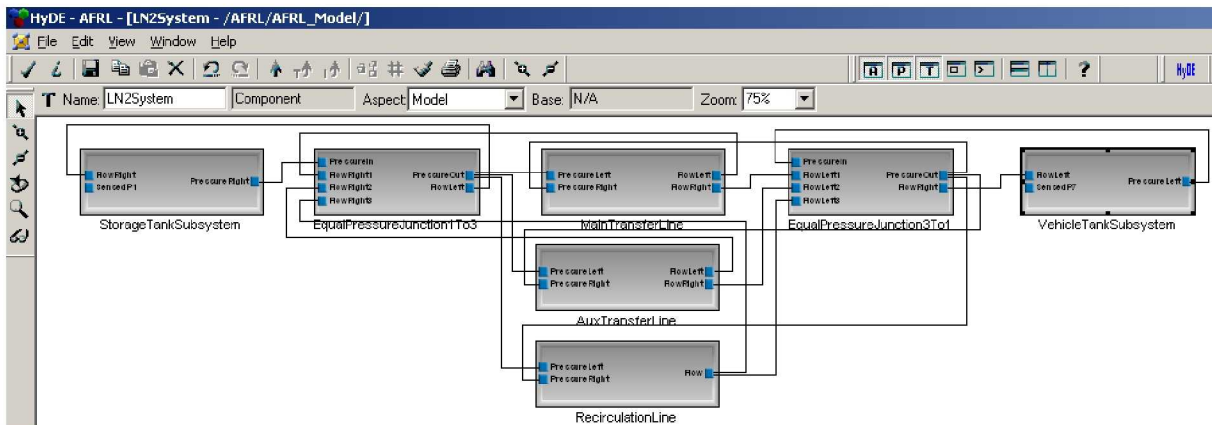 HyDE - AFRL - [LN2System - /AFRL/AFRL_Model/]
File Edit View Window Help
A P T ?
HyDE
T Name: LN2System Component Aspect Model Base: N/A Zoom: 75%
FlowRight
SensedP1
PressureRight
StorageTankSubsystem
PressureIn
FlowRight1
FlowRight2
FlowRight3
PressureOut
FlowLeft
EqualPressureJunction1To3
PressureLeft
PressureRight
FlowLeft
FlowRight
MainTransferLine
PressureIn
FlowLeft1
FlowLeft2
FlowLeft3
PressureOut
FlowRight
EqualPressureJunction3To1
FlowLeft
SensedP7
PressureLeft
VehicleTankSubsystem
PressureLeft
PressureRight
FlowLeft
FlowRight
AuxTransferLine
PressureLeft
PressureRight
Flow
RecirculationLine